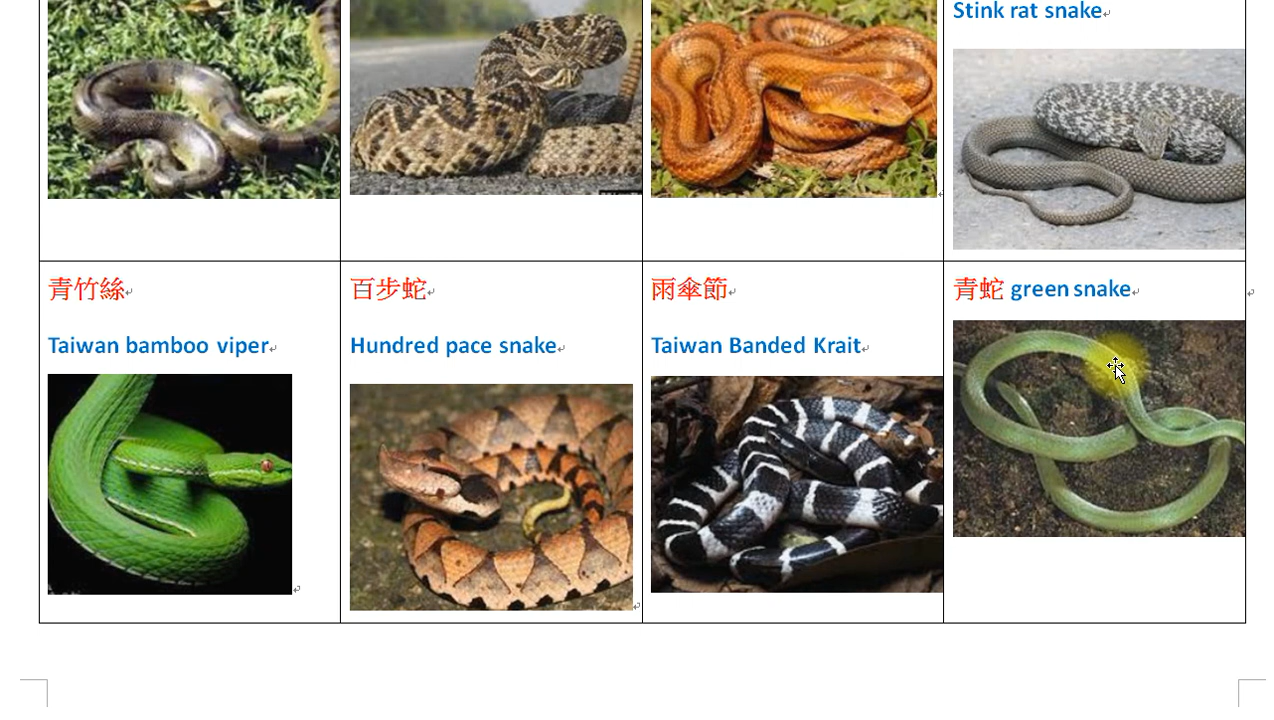 Stink rat snake
青竹絲
Taiwan bamboo viper
百步蛇
Hundred pace snake
雨傘節
Taiwan Banded Krait
青蛇 green snake